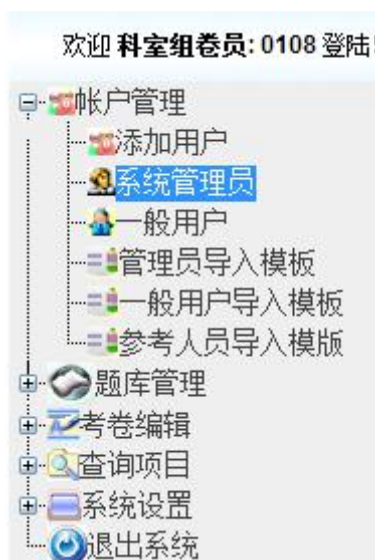 欢迎 科室组卷员: 0108 登陆!
帐户管理
添加用户
系统管理员
一般用户
管理员导入模板
一般用户导入模板
参考人员导入模版
题库管理
考卷编辑
查询项目
系统设置
退出系统